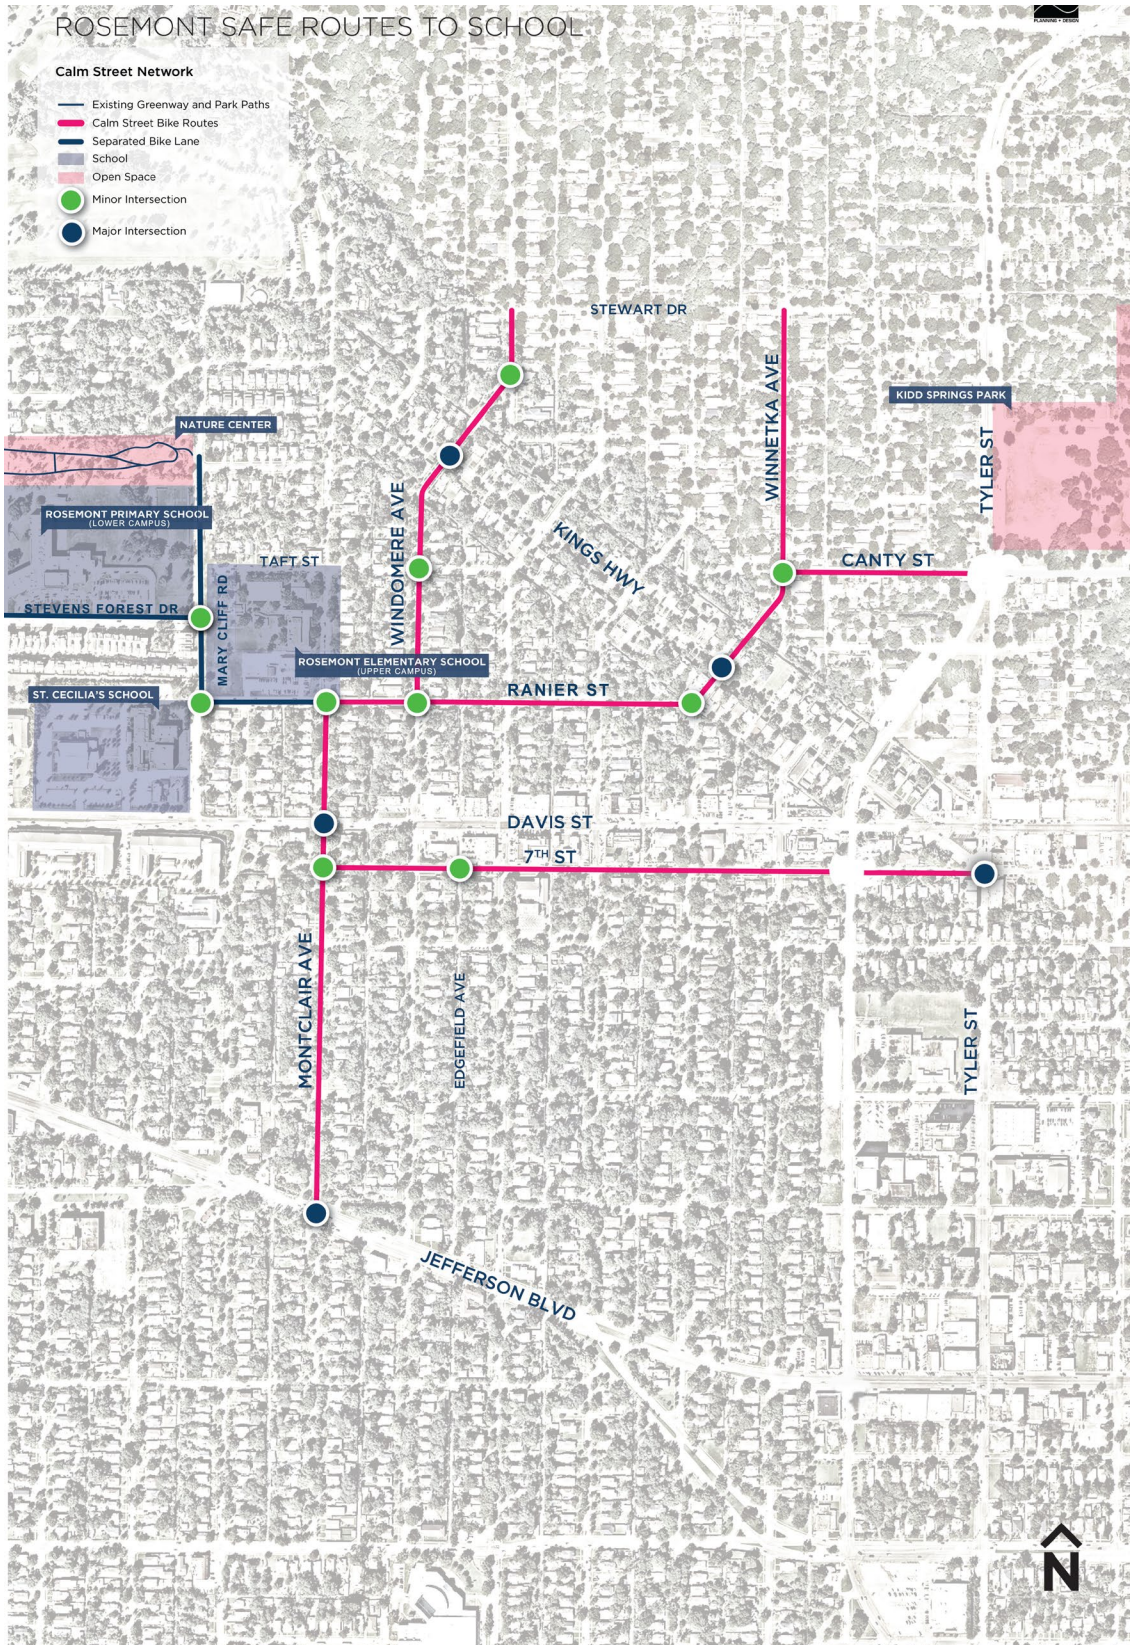 PLANNING + DESIGN
ROSEMONT SAFE ROUTES TO SCHOOL
Calm Street Network
Existing Greenway and Park Paths
Calm Street Bike Routes
Separated Bike Lane
School
Open Space
Minor Intersection
Major Intersection
STEWART DR
WINNETKA AVE
KIDD SPRINGS PARK
NATURE CENTER
TYLER ST
WINDOMERE AVE
ROSEMONT PRIMARY SCHOOL
(LOWER CAMPUS)
KINGS HWY
TAFT ST
CANTY ST
MARY CLIFF RD
STEVENS FOREST DR
ROSEMONT ELEMENTARY SCHOOL
(UPPER CAMPUS)
ST. CECILIA'S SCHOOL
RANIER ST
DAVIS ST
7TH ST
MONTCLAIR AVE
EDGEFIELD AVE
TYLER ST
JEFFERSON BLVD
N